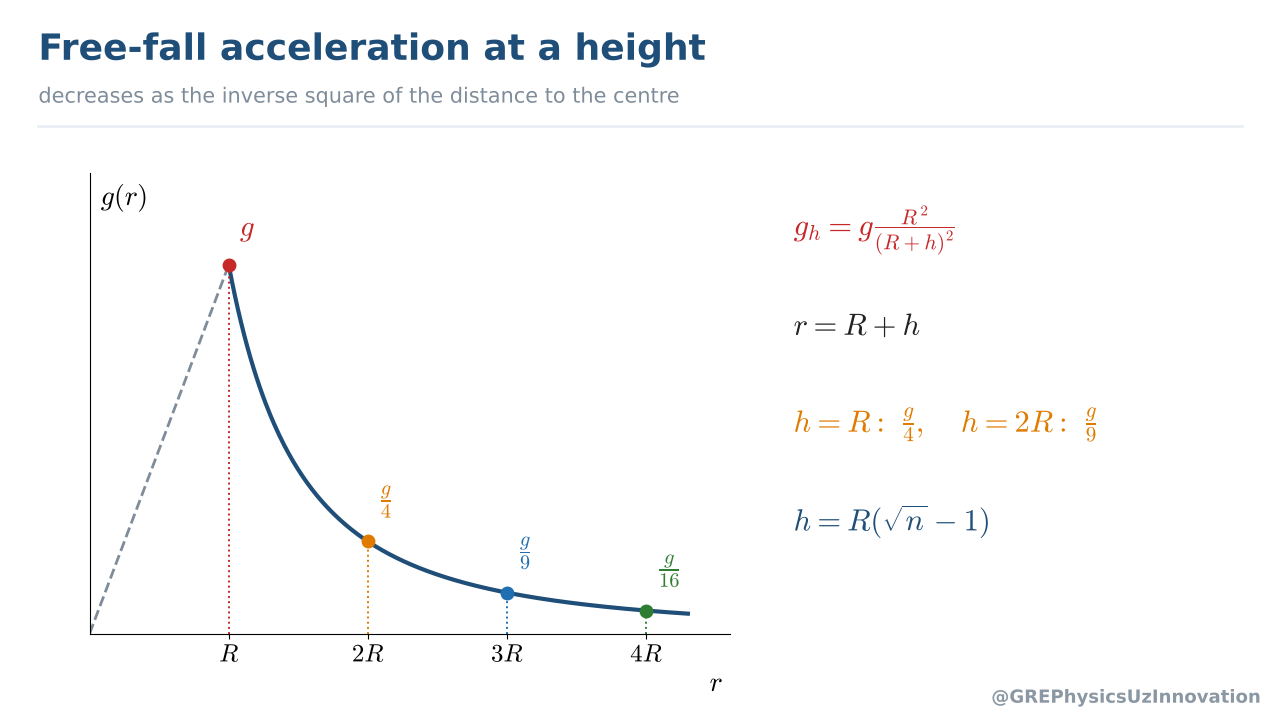 Free-fall acceleration at a height
decreases as the inverse square of the distance to the centre
g(r)
g
g/4
g/9
g/16
R 2R 3R 4R
r
g_h = g R²/(R + h)²
r = R + h
h = R : g/4, h = 2R : g/9
h = R(√n − 1)
@GREPhysicsUzInnovation